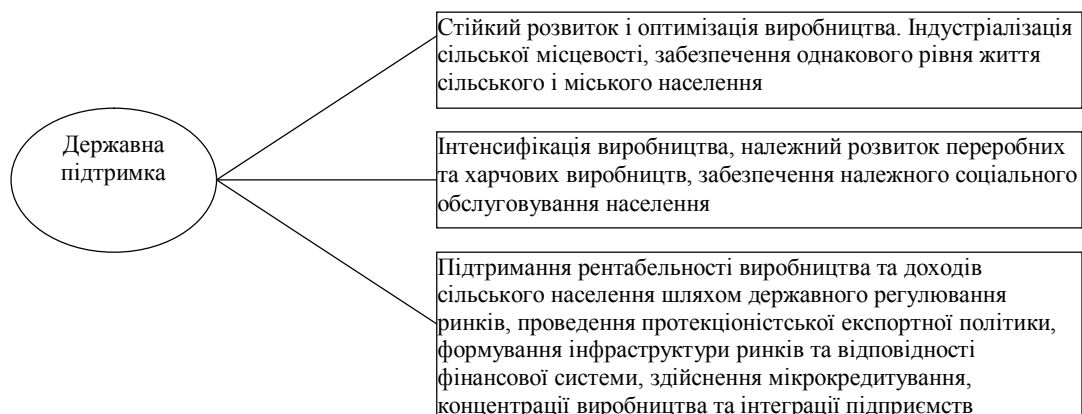 Державна
підтримка
Стійкий розвиток і оптимізація виробництва. Індустріалізація
сільської місцевості, забезпечення однакового рівня життя
сільського і міського населення
Інтенсифікація виробництва, належний розвиток переробних
та харчових виробництв, забезпечення належного соціального
обслуговування населення
Підтримання рентабельності виробництва та доходів
сільського населення шляхом державного регулювання
ринків, проведення протекціоністської експортної політики,
формування інфраструктури ринків та відповідності
фінансової системи, здійснення мікрокредитування,
концентрації виробництва та інтеграції підприємств